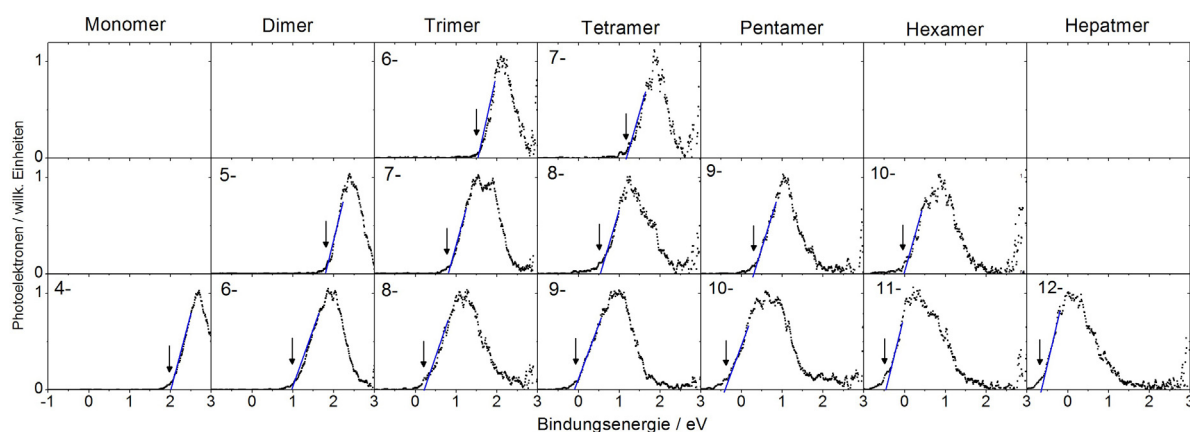 Monomer Dimer Trimer Tetramer Pentamer Hexamer Hepatmer
Photoelektronen / willk. Einheiten
1 6- 7-
0
1 5- 7- 8- 9- 10-
0
1 4- 6- 8- 9- 10- 11- 12-
0
-1 0 1 2 3 0 1 2 3 0 1 2 3 0 1 2 3 0 1 2 3 0 1 2 3 0 1 2 3
Bindungsenergie / eV